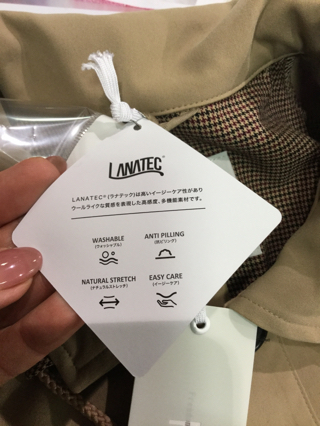 LANATEC®
LANATEC®(ラナテック)は高いイージーケア性があり
ウールライクな質感を表現した高感度、多機能素材です。
WASHABLE
(ウォッシャブル)
ANTI PILLING
(抗ピリング)
NATURAL STRETCH
(ナチュラルストレッチ)
EASY CARE
(イージーケア)